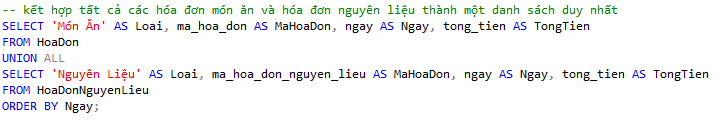 -- kết hợp tất cả các hóa đơn món ăn và hóa đơn nguyên liệu thành một danh sách duy nhất
SELECT 'Món Ăn' AS Loai, ma_hoa_don AS MaHoaDon, ngay AS Ngay, tong_tien AS TongTien
FROM HoaDon
UNION ALL
SELECT 'Nguyên Liệu' AS Loai, ma_hoa_don_nguyen_lieu AS MaHoaDon, ngay AS Ngay, tong_tien AS TongTien
FROM HoaDonNguyenLieu
ORDER BY Ngay;